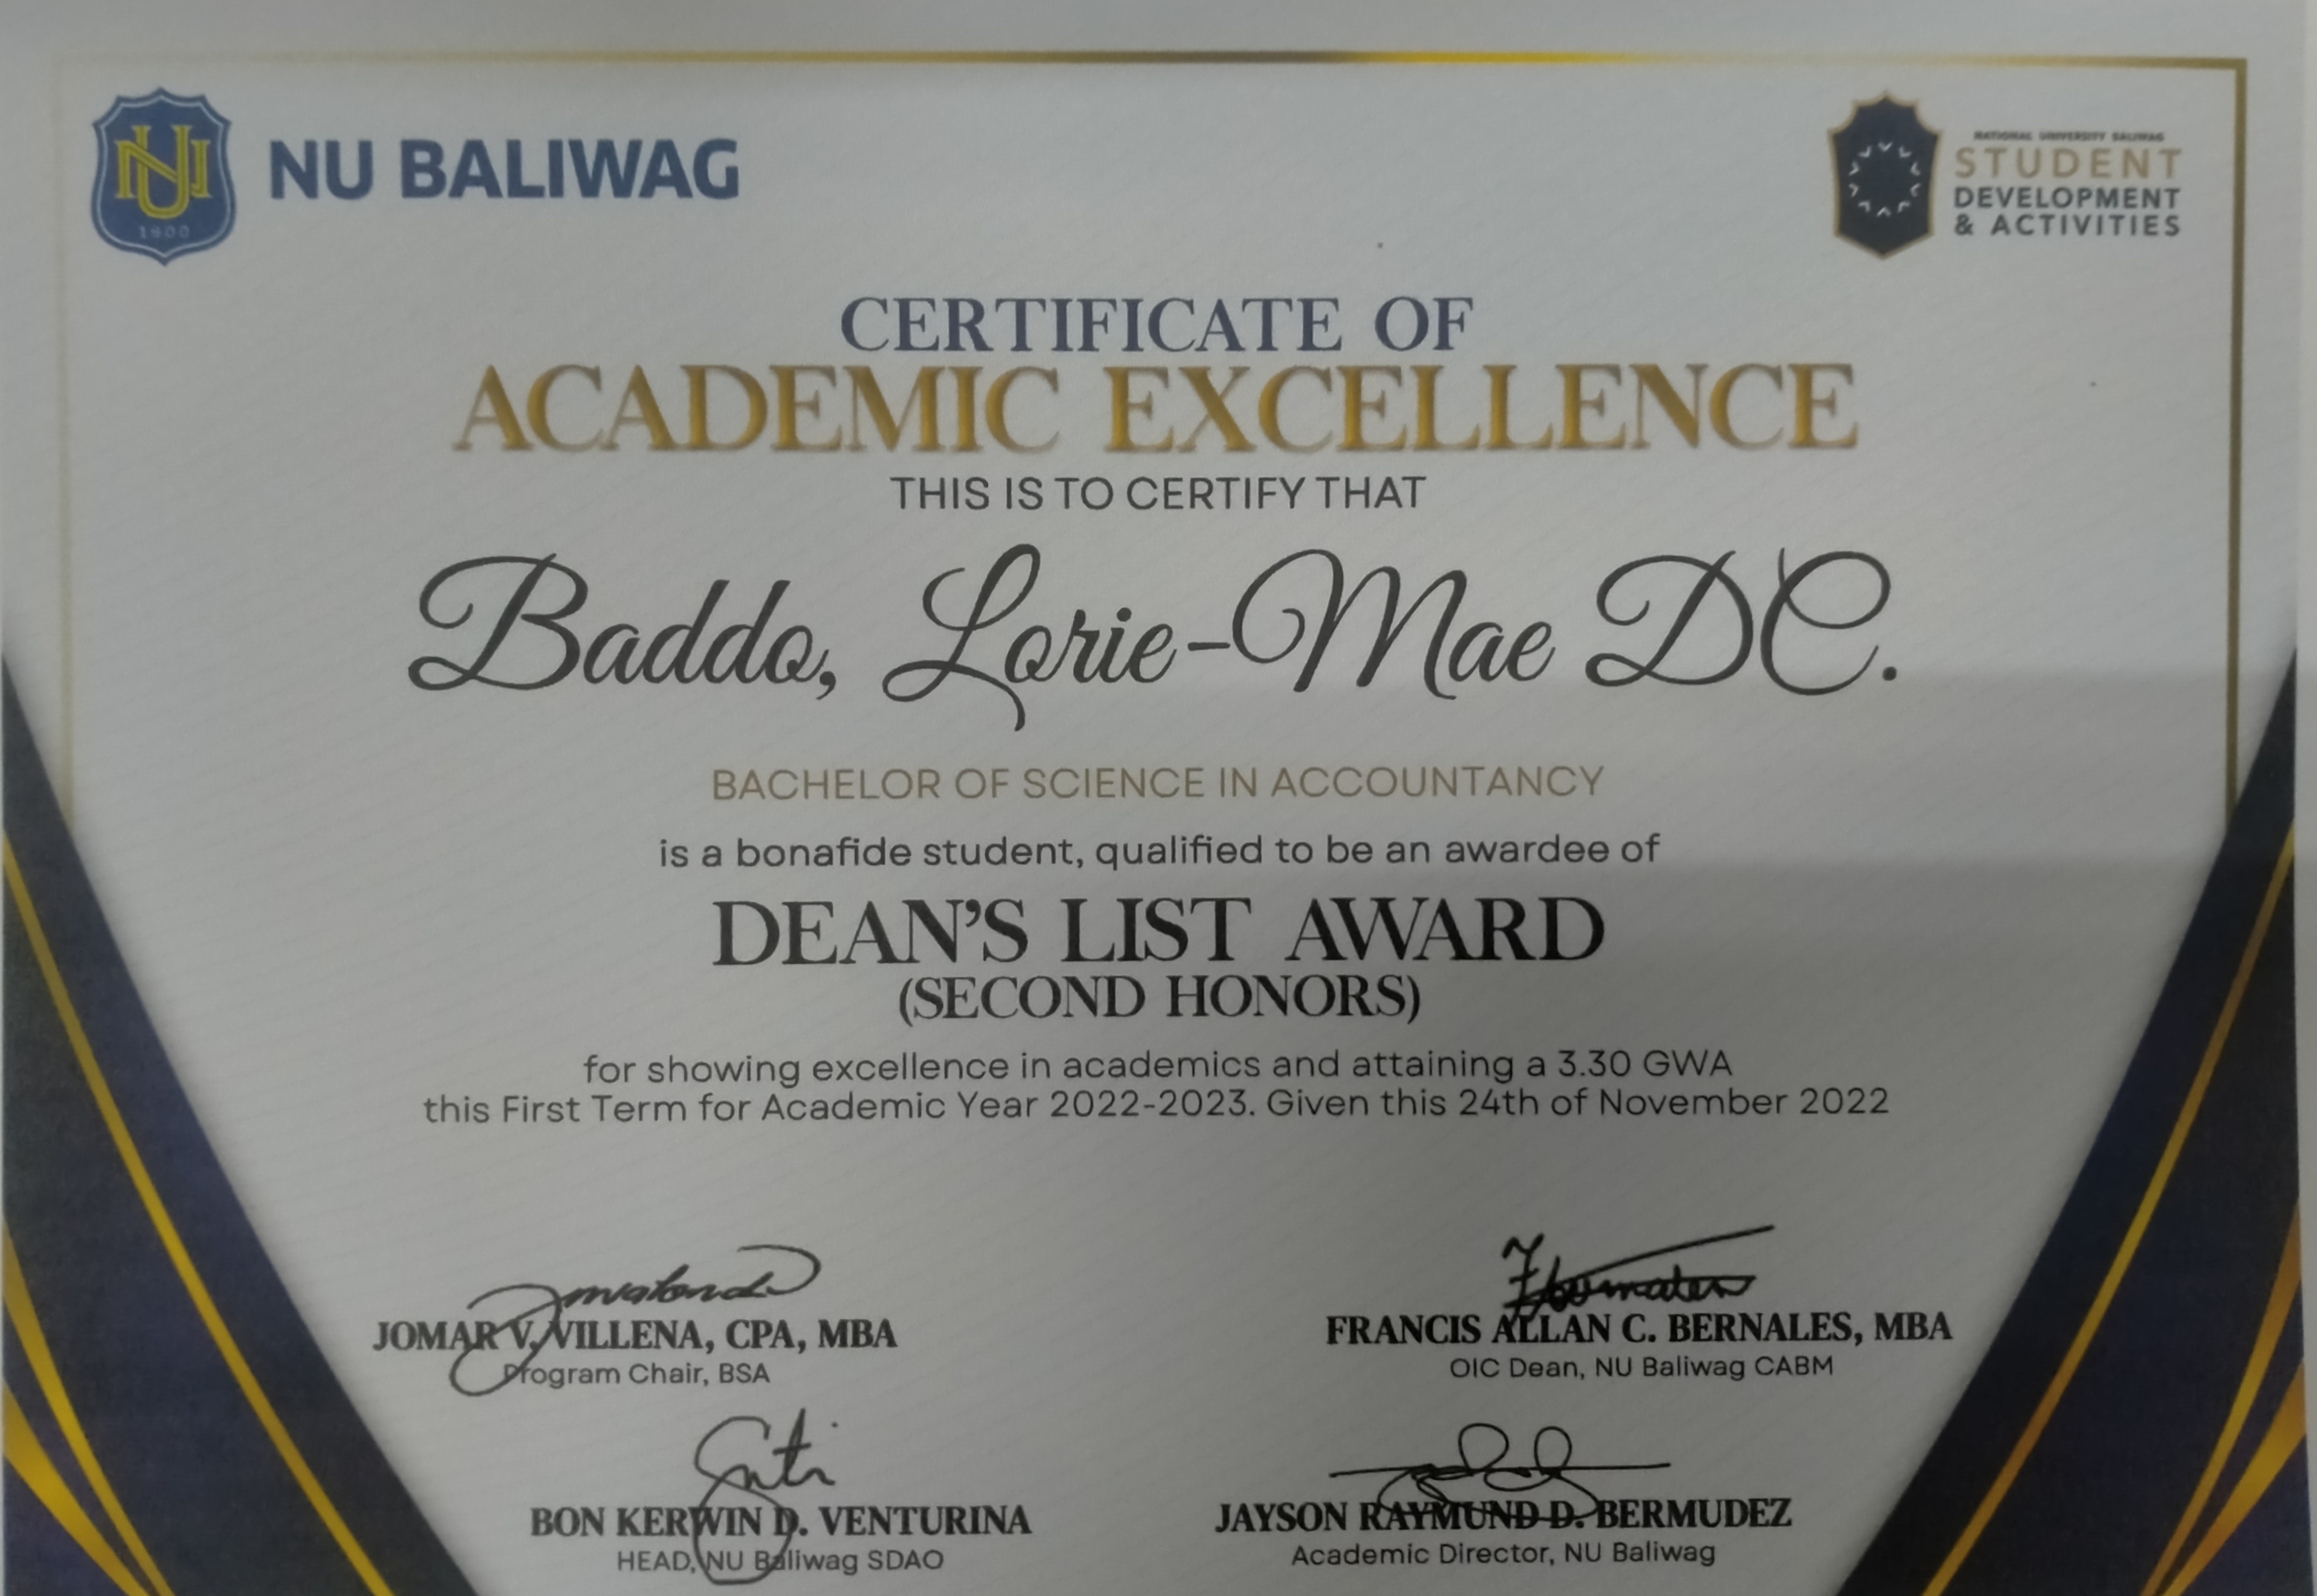 NU
1900
NU BALIWAG
NATIONAL UNIVERSITY BALIWAG
STUDENT
DEVELOPMENT
& ACTIVITIES
CERTIFICATE OF
ACADEMIC EXCELLENCE
THIS IS TO CERTIFY THAT
Baddo, Lorie-Mae DC.
BACHELOR OF SCIENCE IN ACCOUNTANCY
is a bonafide student, qualified to be an awardee of
DEAN'S LIST AWARD
(SECOND HONORS)
for showing excellence in academics and attaining a 3.30 GWA
this First Term for Academic Year 2022-2023. Given this 24th of November 2022
JOMAR V. VILLENA, CPA, MBA
Program Chair, BSA
FRANCIS ALLAN C. BERNALES, MBA
OIC Dean, NU Baliwag CABM
BON KERWIN D. VENTURINA
HEAD, NU Baliwag SDAO
JAYSON RAYMUND D. BERMUDEZ
Academic Director, NU Baliwag